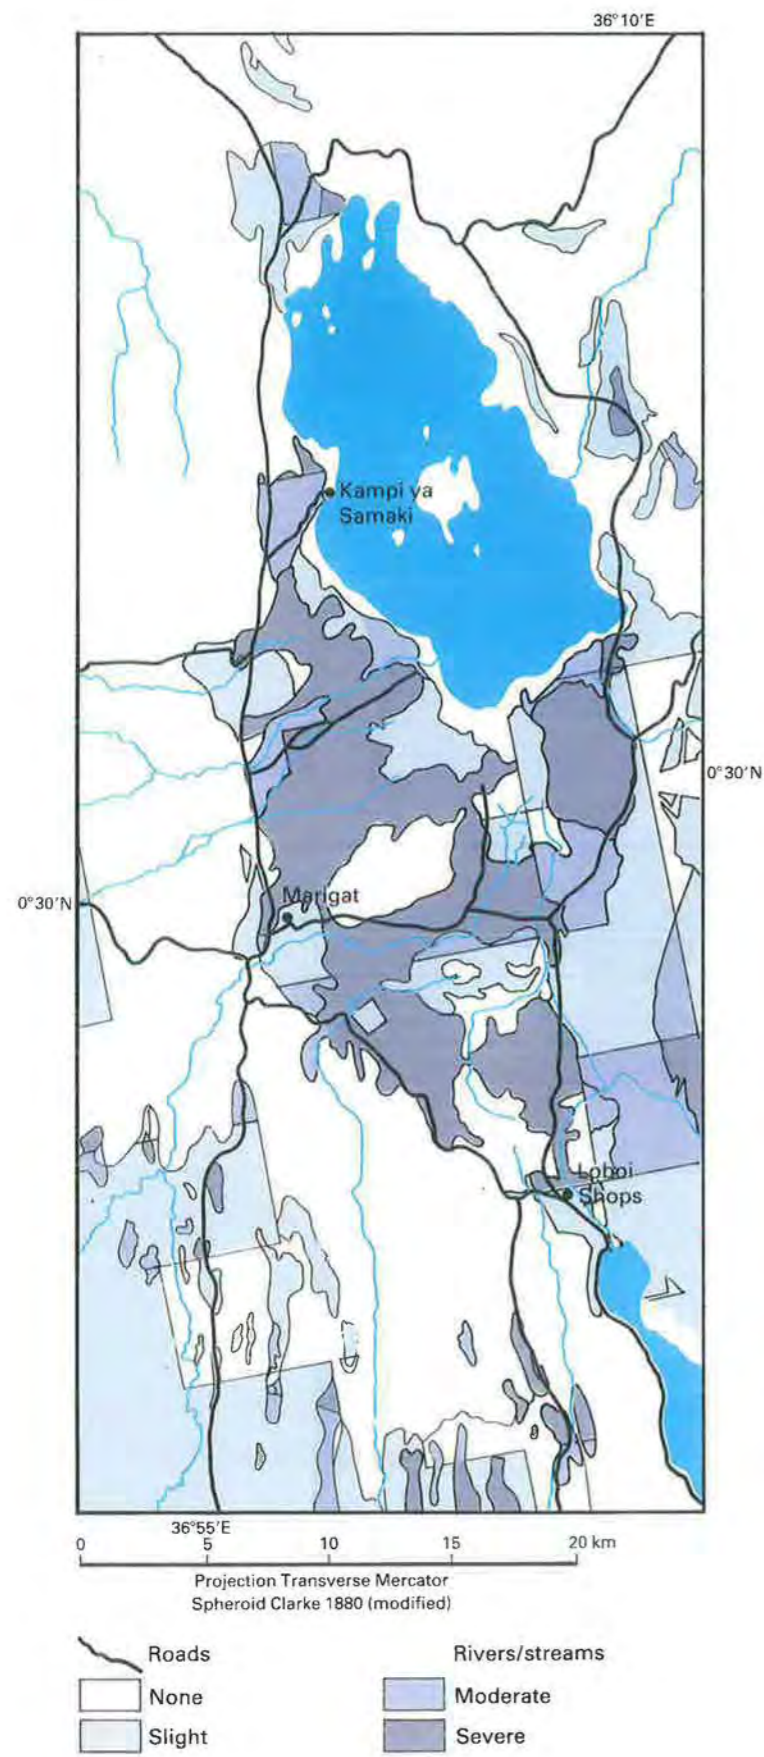 36°10′E
Kampi ya
Samaki
0°30′N
0°30′N
Marigat
Loboi
Shops
36°55′E
0 5 10 15 20 km
Projection Transverse Mercator
Spheroid Clarke 1880 (modified)
Roads
Rivers/streams
None
Moderate
Slight
Severe